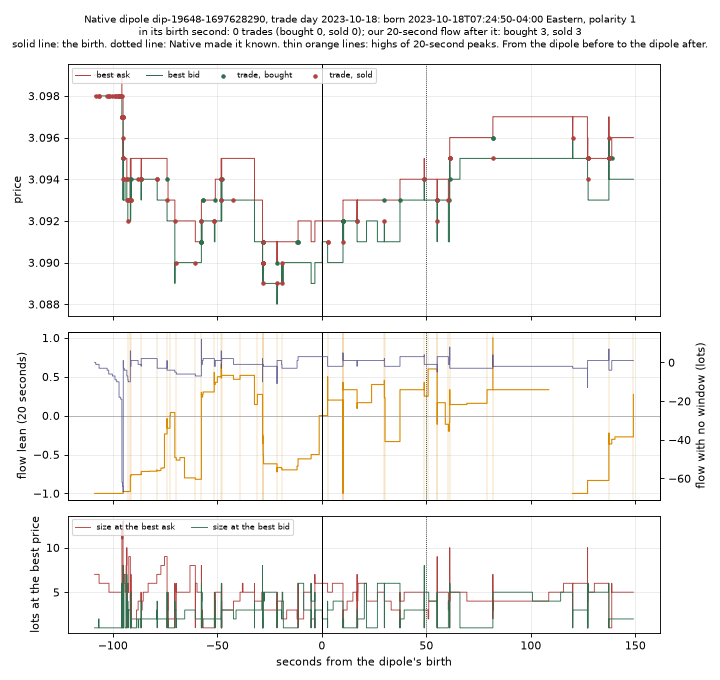 Native dipole dip-19648-1697628290, trade day 2023-10-18: born 2023-10-18T07:24:50-04:00 Eastern, polarity 1
in its birth second: 0 trades (bought 0, sold 0); our 20-second flow after it: bought 3, sold 3
solid line: the birth. dotted line: Native made it known. thin orange lines: highs of 20-second peaks. From the dipole before to the dipole after.
best ask best bid trade, bought trade, sold
3.098
3.096
3.094
3.092
3.090
3.088
price
1.0
0.5
0.0
−0.5
−1.0
flow lean (20 seconds)
0
−20
−40
−60
flow with no window (lots)
size at the best ask size at the best bid
10
5
lots at the best price
−100 −50 0 50 100 150
seconds from the dipole's birth